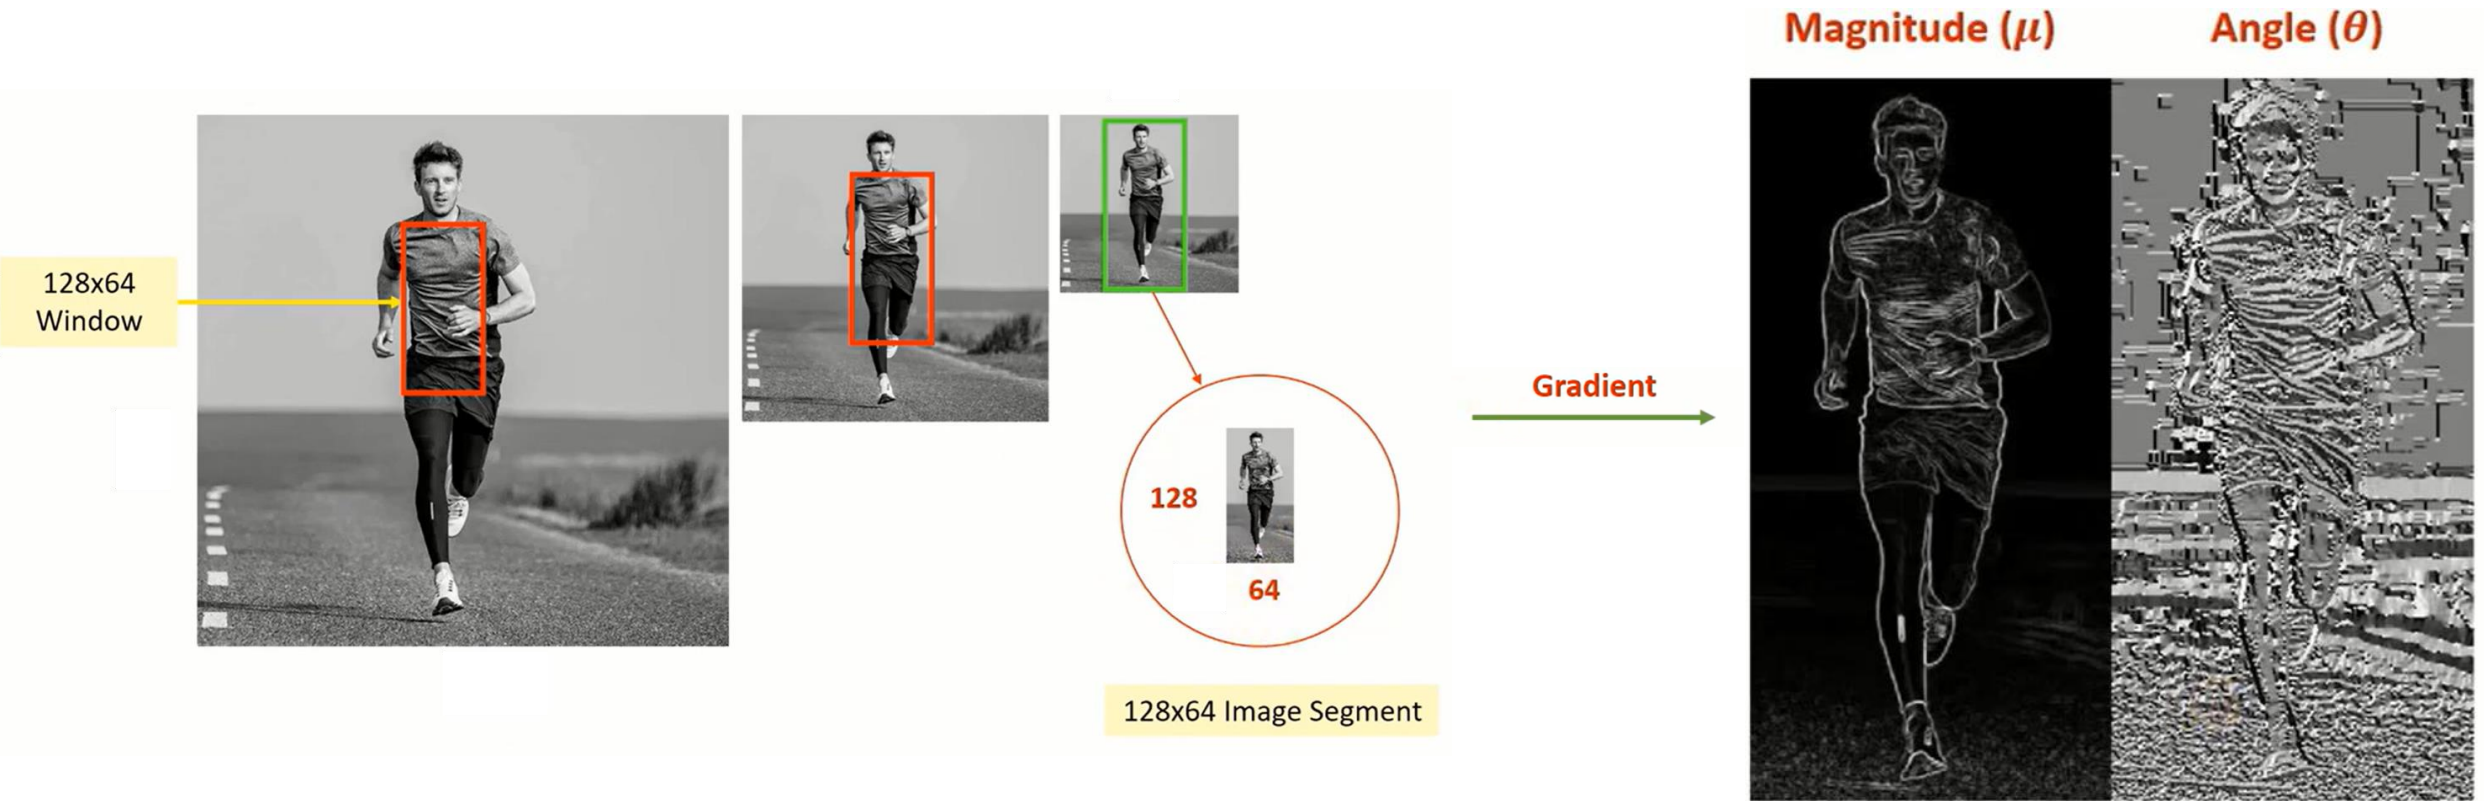 Magnitude (μ)
Angle (θ)
128x64
Window
Gradient
128
64
128x64 Image Segment